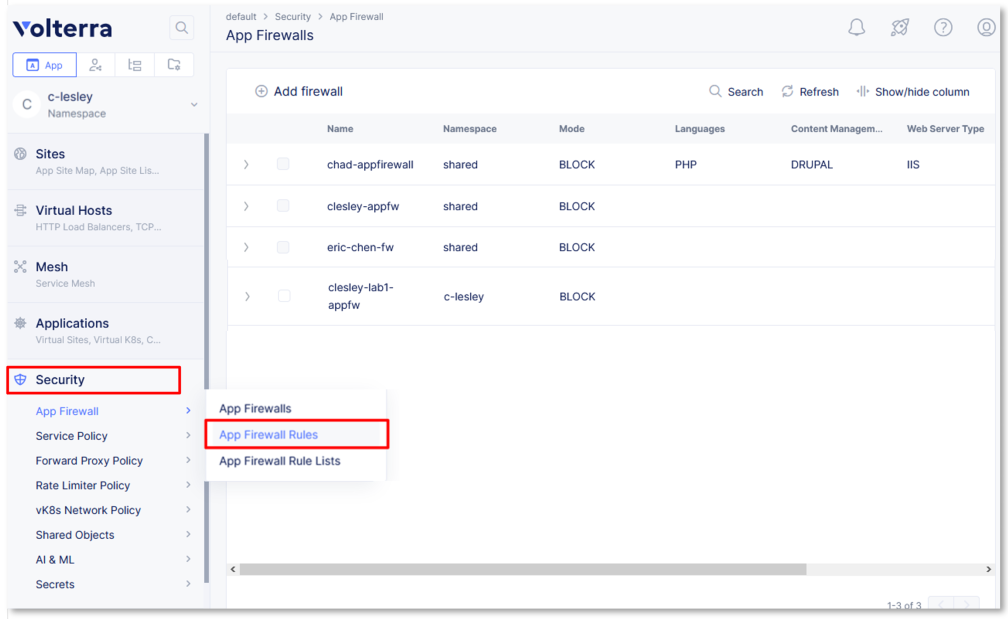 Volterra
default > Security > App Firewall
App Firewalls
App
C
c-lesley
Namespace
Sites
App Site Map, App Site Lis...
Virtual Hosts
HTTP Load Balancers, TCP...
Mesh
Service Mesh
Applications
Virtual Sites, Virtual K8s, C...
Security
App Firewall
Service Policy
Forward Proxy Policy
Rate Limiter Policy
vK8s Network Policy
Shared Objects
AI & ML
Secrets
App Firewalls
App Firewall Rules
App Firewall Rule Lists
Add firewall
Search
Refresh
Show/hide column
Name Namespace Mode Languages Content Managem... Web Server Type
chad-appfirewall shared BLOCK PHP DRUPAL IIS
clesley-appfw shared BLOCK
eric-chen-fw shared BLOCK
clesley-lab1-
appfw c-lesley BLOCK
1-3 of 3